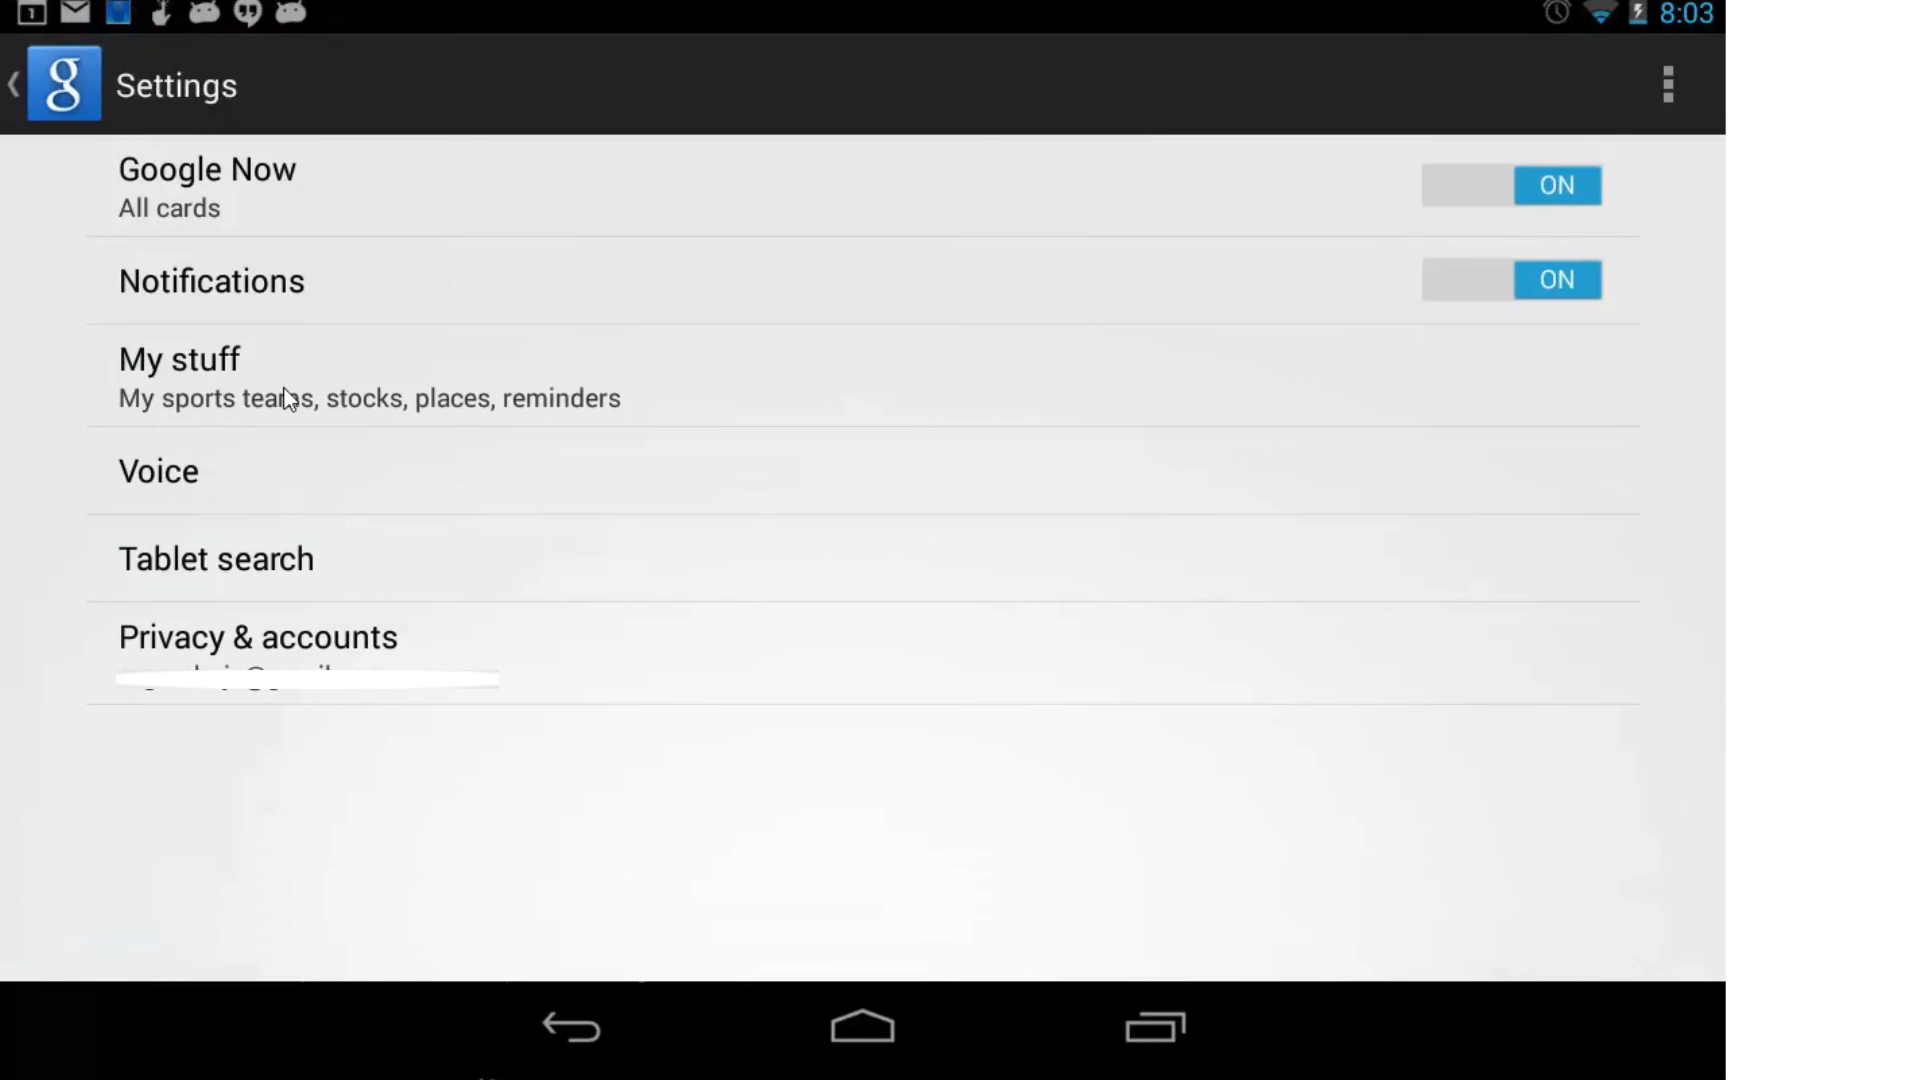 8:03
g
Settings
Google Now
All cards
ON
Notifications
ON
My stuff
My sports teams, stocks, places, reminders
Voice
Tablet search
Privacy & accounts